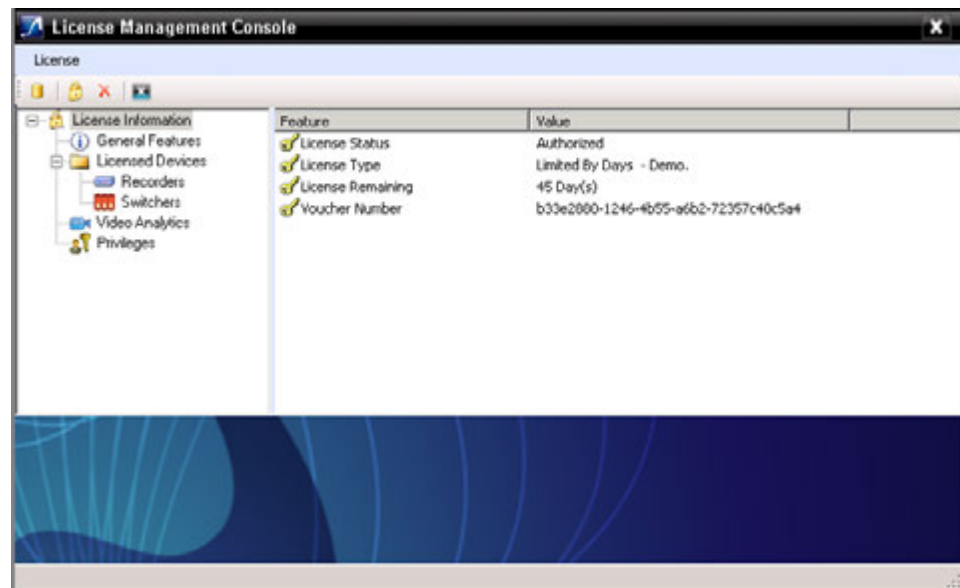 License Management Console
License
License Information
General Features
Licensed Devices
Recorders
Switchers
Video Analytics
Privileges
Feature Value
License Status Authorized
License Type Limited By Days - Demo.
License Remaining 45 Day(s)
Voucher Number b33e2880-1246-4b55-a6b2-72357c40c5a4